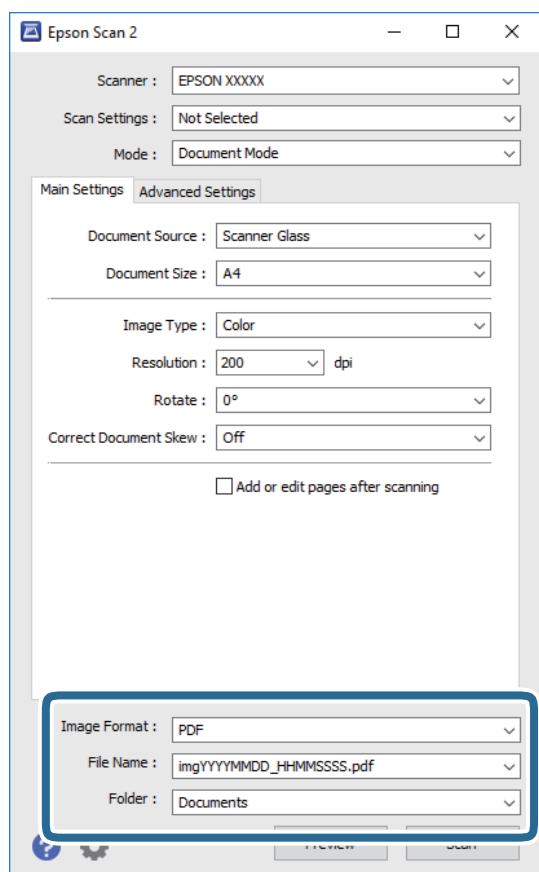 Epson Scan 2
Scanner : EPSON XXXXX
Scan Settings : Not Selected
Mode : Document Mode
Main Settings Advanced Settings
Document Source : Scanner Glass
Document Size : A4
Image Type : Color
Resolution : 200 dpi
Rotate : 0°
Correct Document Skew : Off
Add or edit pages after scanning
Image Format : PDF
File Name : imgYYYYMMDD_HHMMSSSS.pdf
Folder : Documents
? Preview Scan